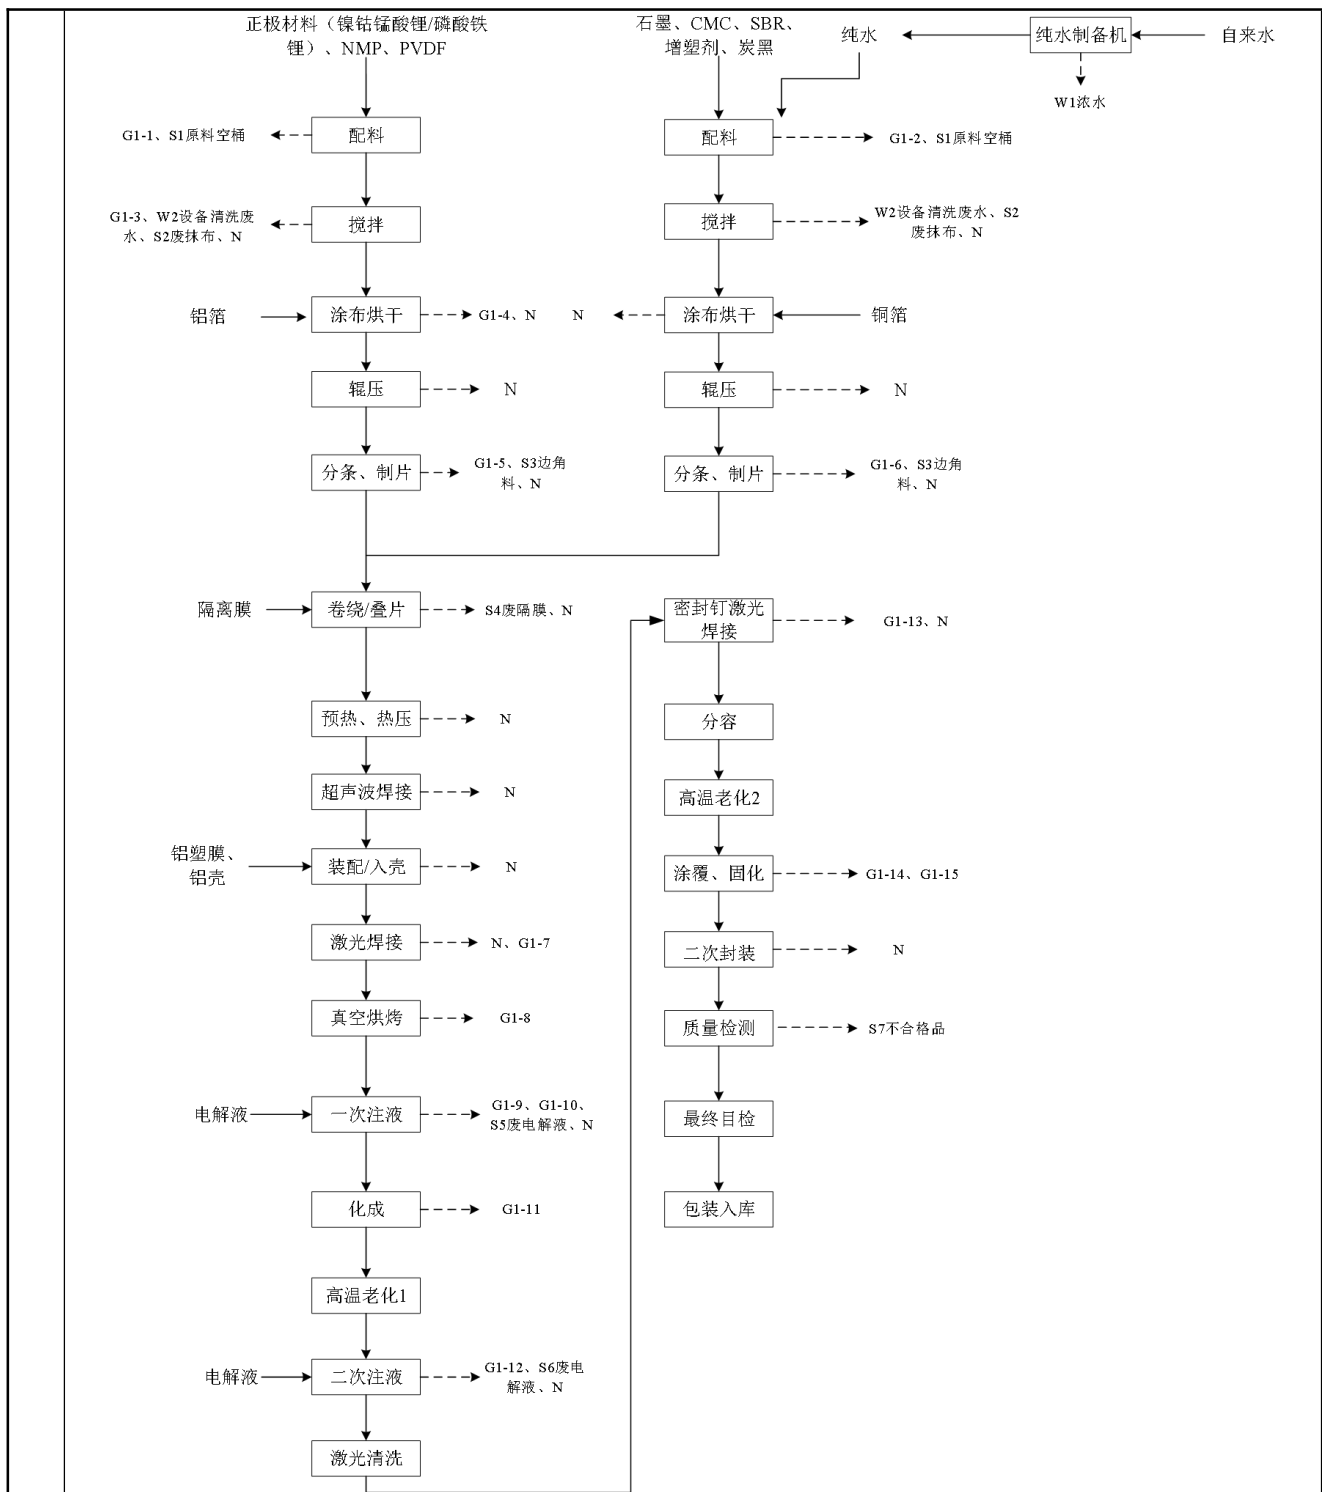 正极材料（镍钴锰酸锂/磷酸铁
锂）、NMP、PVDF
石墨、CMC、SBR、
增塑剂、炭黑
纯水
纯水制备机
自来水
W1浓水
G1-1、S1原料空桶
配料
配料
G1-2、S1原料空桶
G1-3、W2设备清洗废
水、S2废抹布、N
搅拌
搅拌
W2设备清洗废水、S2
废抹布、N
铝箔
涂布烘干
G1-4、N
N
涂布烘干
铜箔
辊压
N
辊压
N
分条、制片
G1-5、S3边角
料、N
分条、制片
G1-6、S3边角
料、N
隔离膜
卷绕/叠片
S4废隔膜、N
密封钉激光
焊接
G1-13、N
预热、热压
N
分容
超声波焊接
N
高温老化2
铝塑膜、
铝壳
装配/入壳
N
涂覆、固化
G1-14、G1-15
激光焊接
N、G1-7
二次封装
N
真空烘烤
G1-8
质量检测
S7不合格品
电解液
一次注液
G1-9、G1-10、
S5废电解液、N
最终目检
化成
G1-11
包装入库
高温老化1
电解液
二次注液
G1-12、S6废电
解液、N
激光清洗